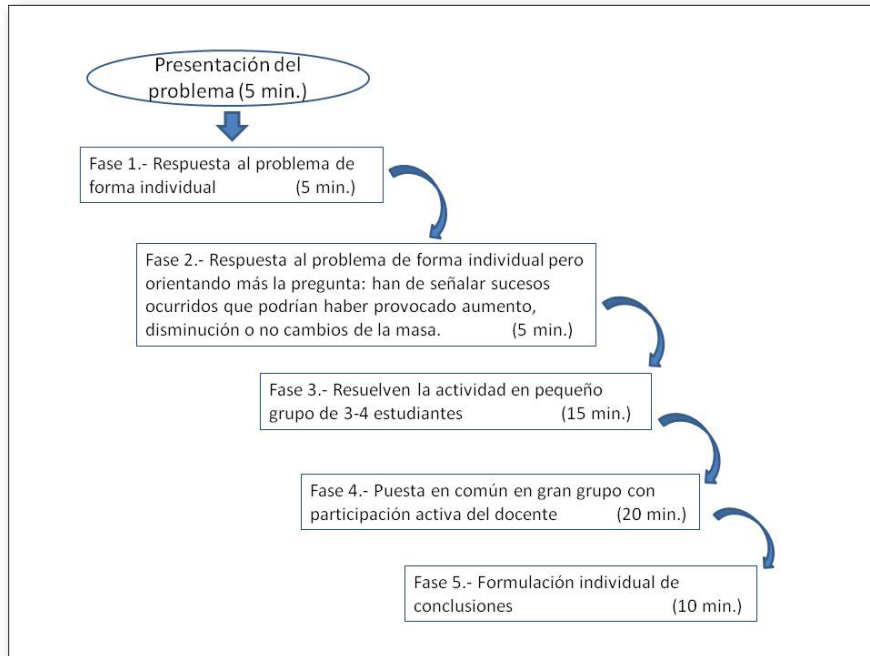 Presentación del
problema (5 min.)
Fase 1.- Respuesta al problema de
forma individual (5 min.)
Fase 2.- Respuesta al problema de forma individual pero
orientando más la pregunta: han de señalar sucesos
ocurridos que podrían haber provocado aumento,
disminución o no cambios de la masa. (5 min.)
Fase 3.- Resuelven la actividad en pequeño
grupo de 3-4 estudiantes (15 min.)
Fase 4.- Puesta en común en gran grupo con
participación activa del docente (20 min.)
Fase 5.- Formulación individual de
conclusiones (10 min.)